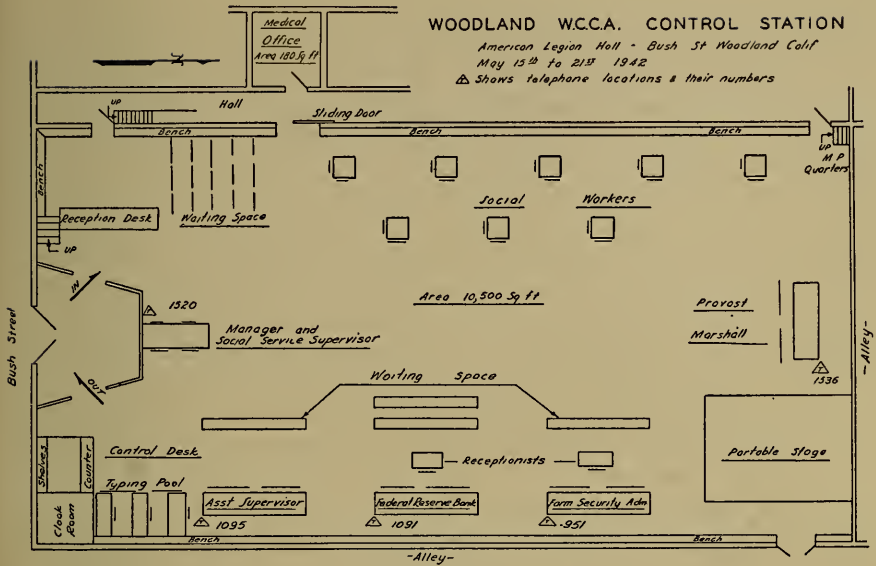 WOODLAND W.C.C.A. CONTROL STATION
American Legion Hall - Bush St Woodland Calif
May 15th to 21st 1942
T Shows telephone locations & their numbers
Medical
Office
Area 180 Sq ft
N
UP
Hall
Sliding Door
Bench
Bench
Bench
UP
M P
Quarters
Bench
Reception Desk
Waiting Space
Social Workers
UP
IN
T 1520
Area 10,500 Sq ft
Provost
Marshall
Manager and
Social Service Supervisor
Bush Street
-Alley-
T
1536
OUT
Waiting Space
Shelves
Counter
Control Desk
Receptionists
Portable Stage
Typing Pool
Cloak
Room
Asst Supervisor
Federal Reserve Bank
Farm Security Adm
T 1095
T 1091
T -951
Bench
Bench
-Alley-